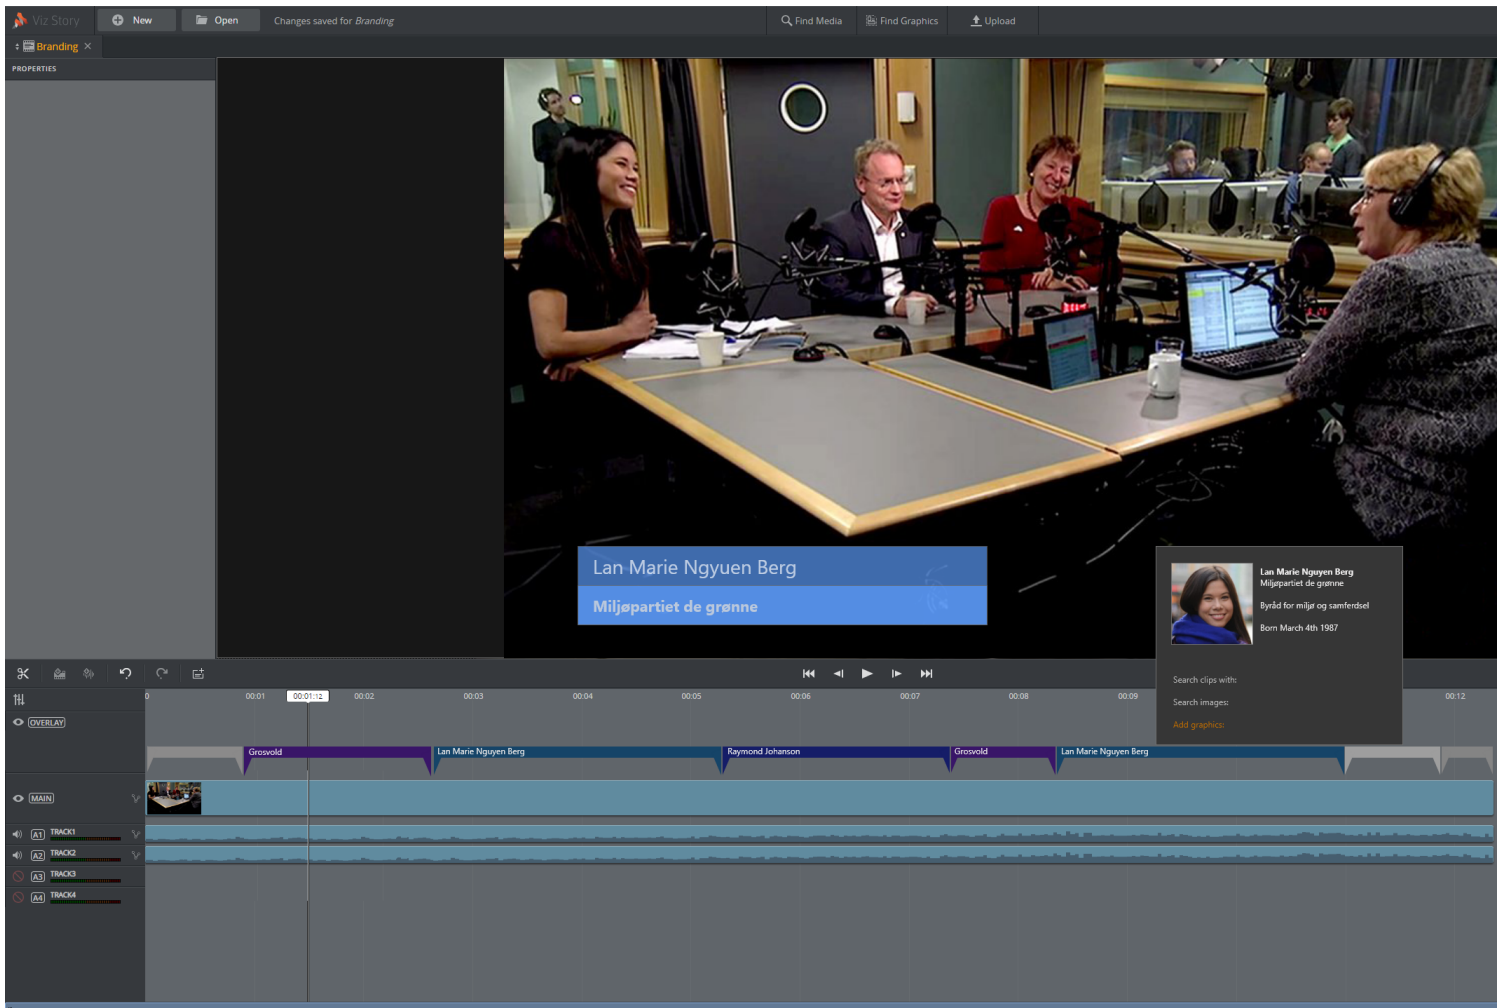 Viz Story
New
Open
Changes saved for Branding
Find Media
Find Graphics
Upload
Branding
PROPERTIES
Lan Marie Ngyuen Berg
Miljøpartiet de grønne
Lan Marie Nguyen Berg
Miljøpartiet de grønne
Byråd for miljø og samferdsel
Born March 4th 1987
Search clips with:
Search images:
Add graphics:
0 00:01 00:01:12 00:02 00:03 00:04 00:05 00:06 00:07 00:08 00:09 00:12
OVERLAY
Grosvold Lan Marie Nguyen Berg Raymond Johanson Grosvold Lan Marie Nguyen Berg
MAIN
A1 TRACK1
A2 TRACK2
A3 TRACK3
A4 TRACK4